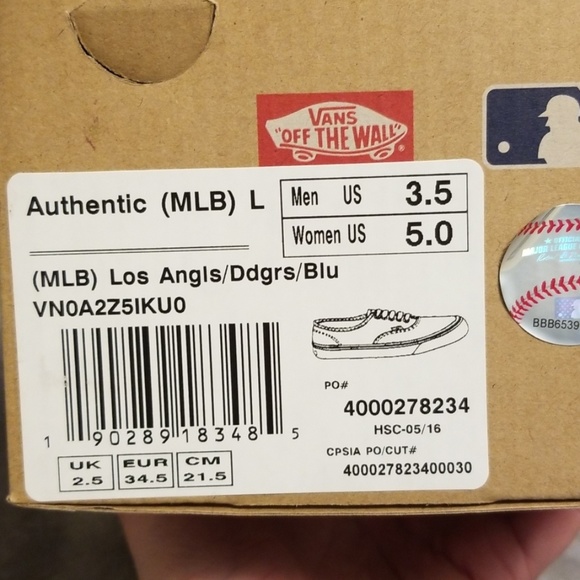 VANS
"OFF THE WALL"
Authentic (MLB) L
Men US 3.5
Women US 5.0
(MLB) Los Angls/Ddgrs/Blu
VN0A2Z5IKU0
PO#
4000278234
HSC-05/16
CPSIA PO/CUT#
400027823400030
1 90289 18348 5
UK EUR CM
2.5 34.5 21.5
BBB6539